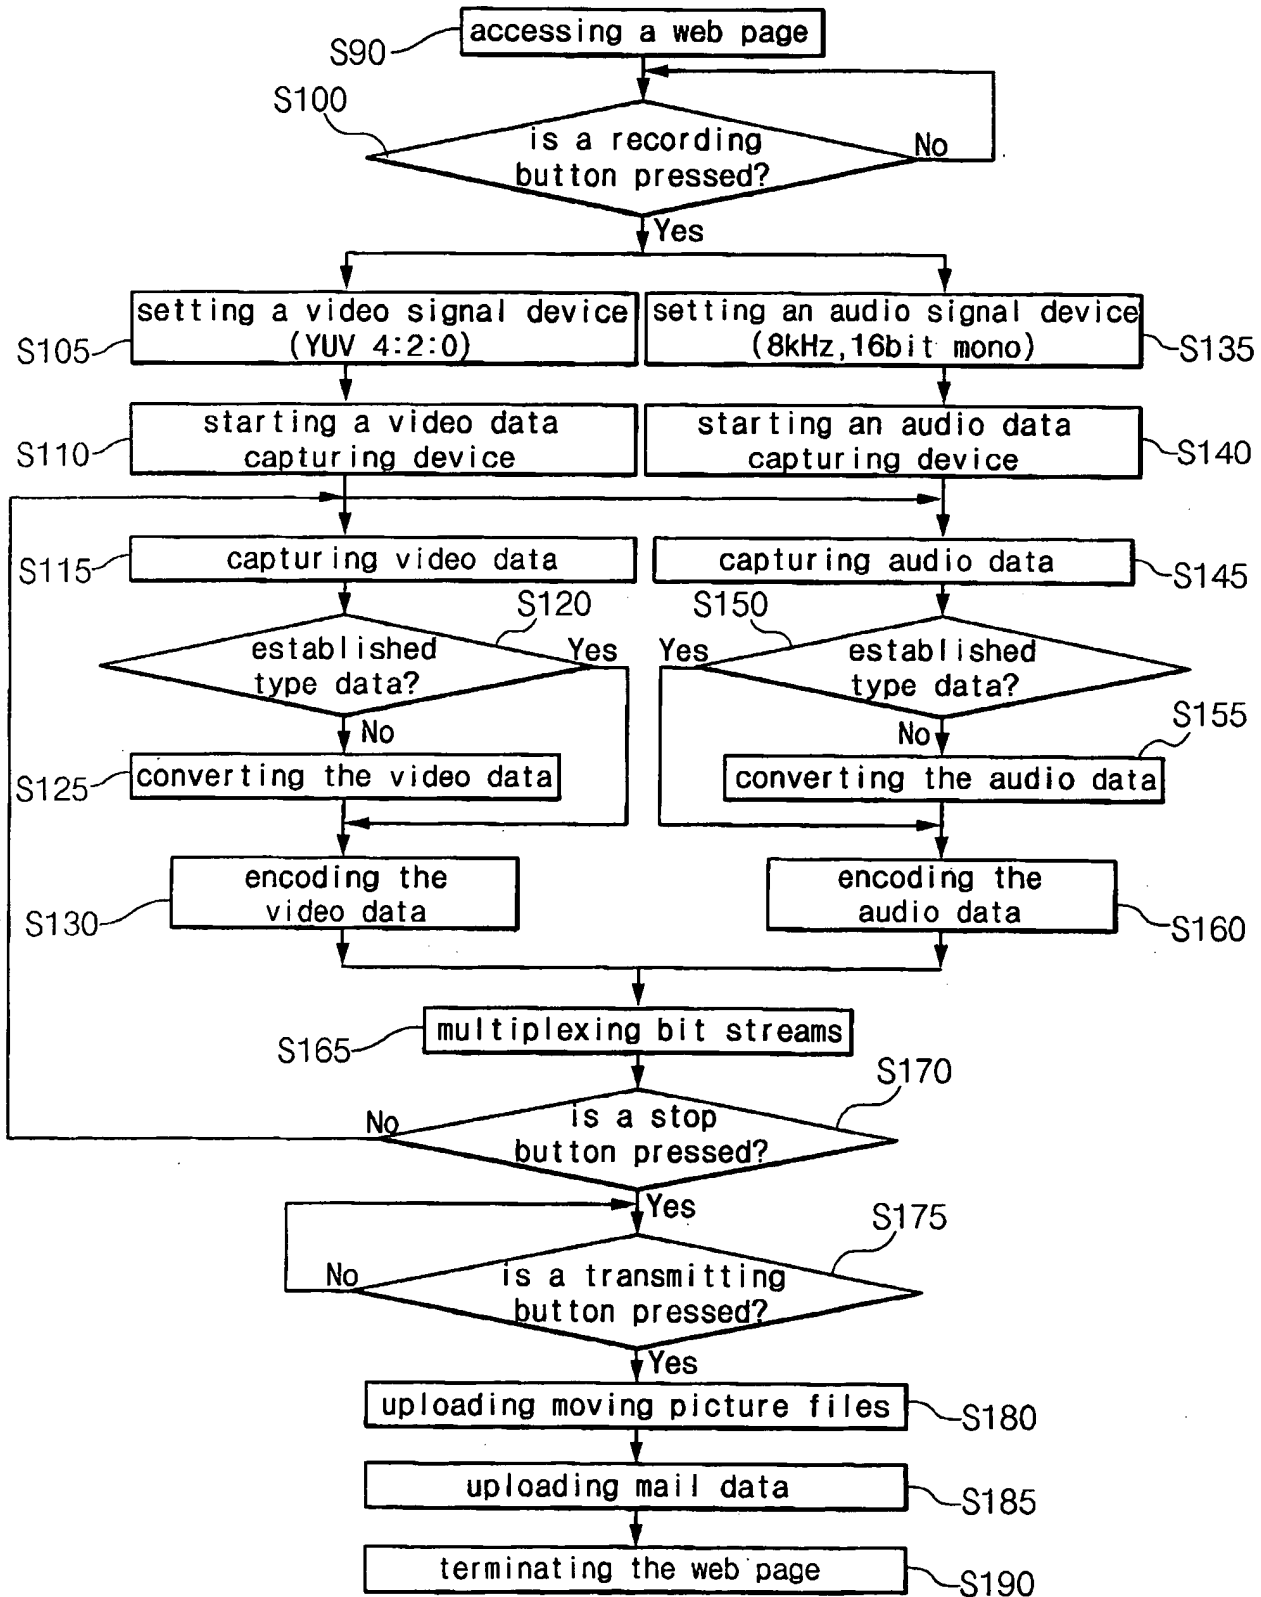 accessing a web page
S90
S100
is a recording
button pressed?
No
Yes
setting a video signal device
(YUV 4:2:0)
S105
setting an audio signal device
(8kHz,16bit mono)
S135
starting a video data
capturing device
S110
starting an audio data
capturing device
S140
capturing video data
S115
capturing audio data
S145
S120
established
type data?
Yes
No
S150
Yes
established
type data?
No
S155
converting the video data
S125
converting the audio data
encoding the
video data
S130
encoding the
audio data
S160
multiplexing bit streams
S165
S170
No
is a stop
button pressed?
Yes
S175
No
is a transmitting
button pressed?
Yes
uploading moving picture files
S180
uploading mail data
S185
terminating the web page
S190